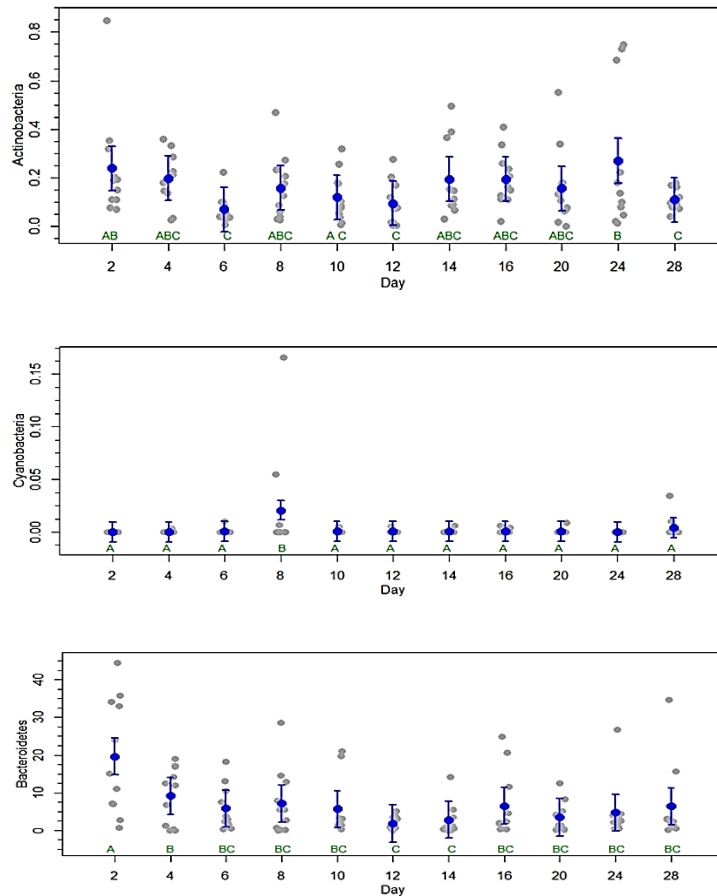 0.8
0.6
0.4
0.2
0.0
Actinobacteria
AB ABC C ABC A C C ABC ABC ABC B C
2 4 6 8 10 12 14 16 20 24 28
Day
0.15
0.10
0.05
0.00
Cyanobacteria
A A A B A A A A A A A
2 4 6 8 10 12 14 16 20 24 28
Day
40
30
20
10
0
Bacteroidetes
A B BC BC BC C C BC BC BC BC
2 4 6 8 10 12 14 16 20 24 28
Day